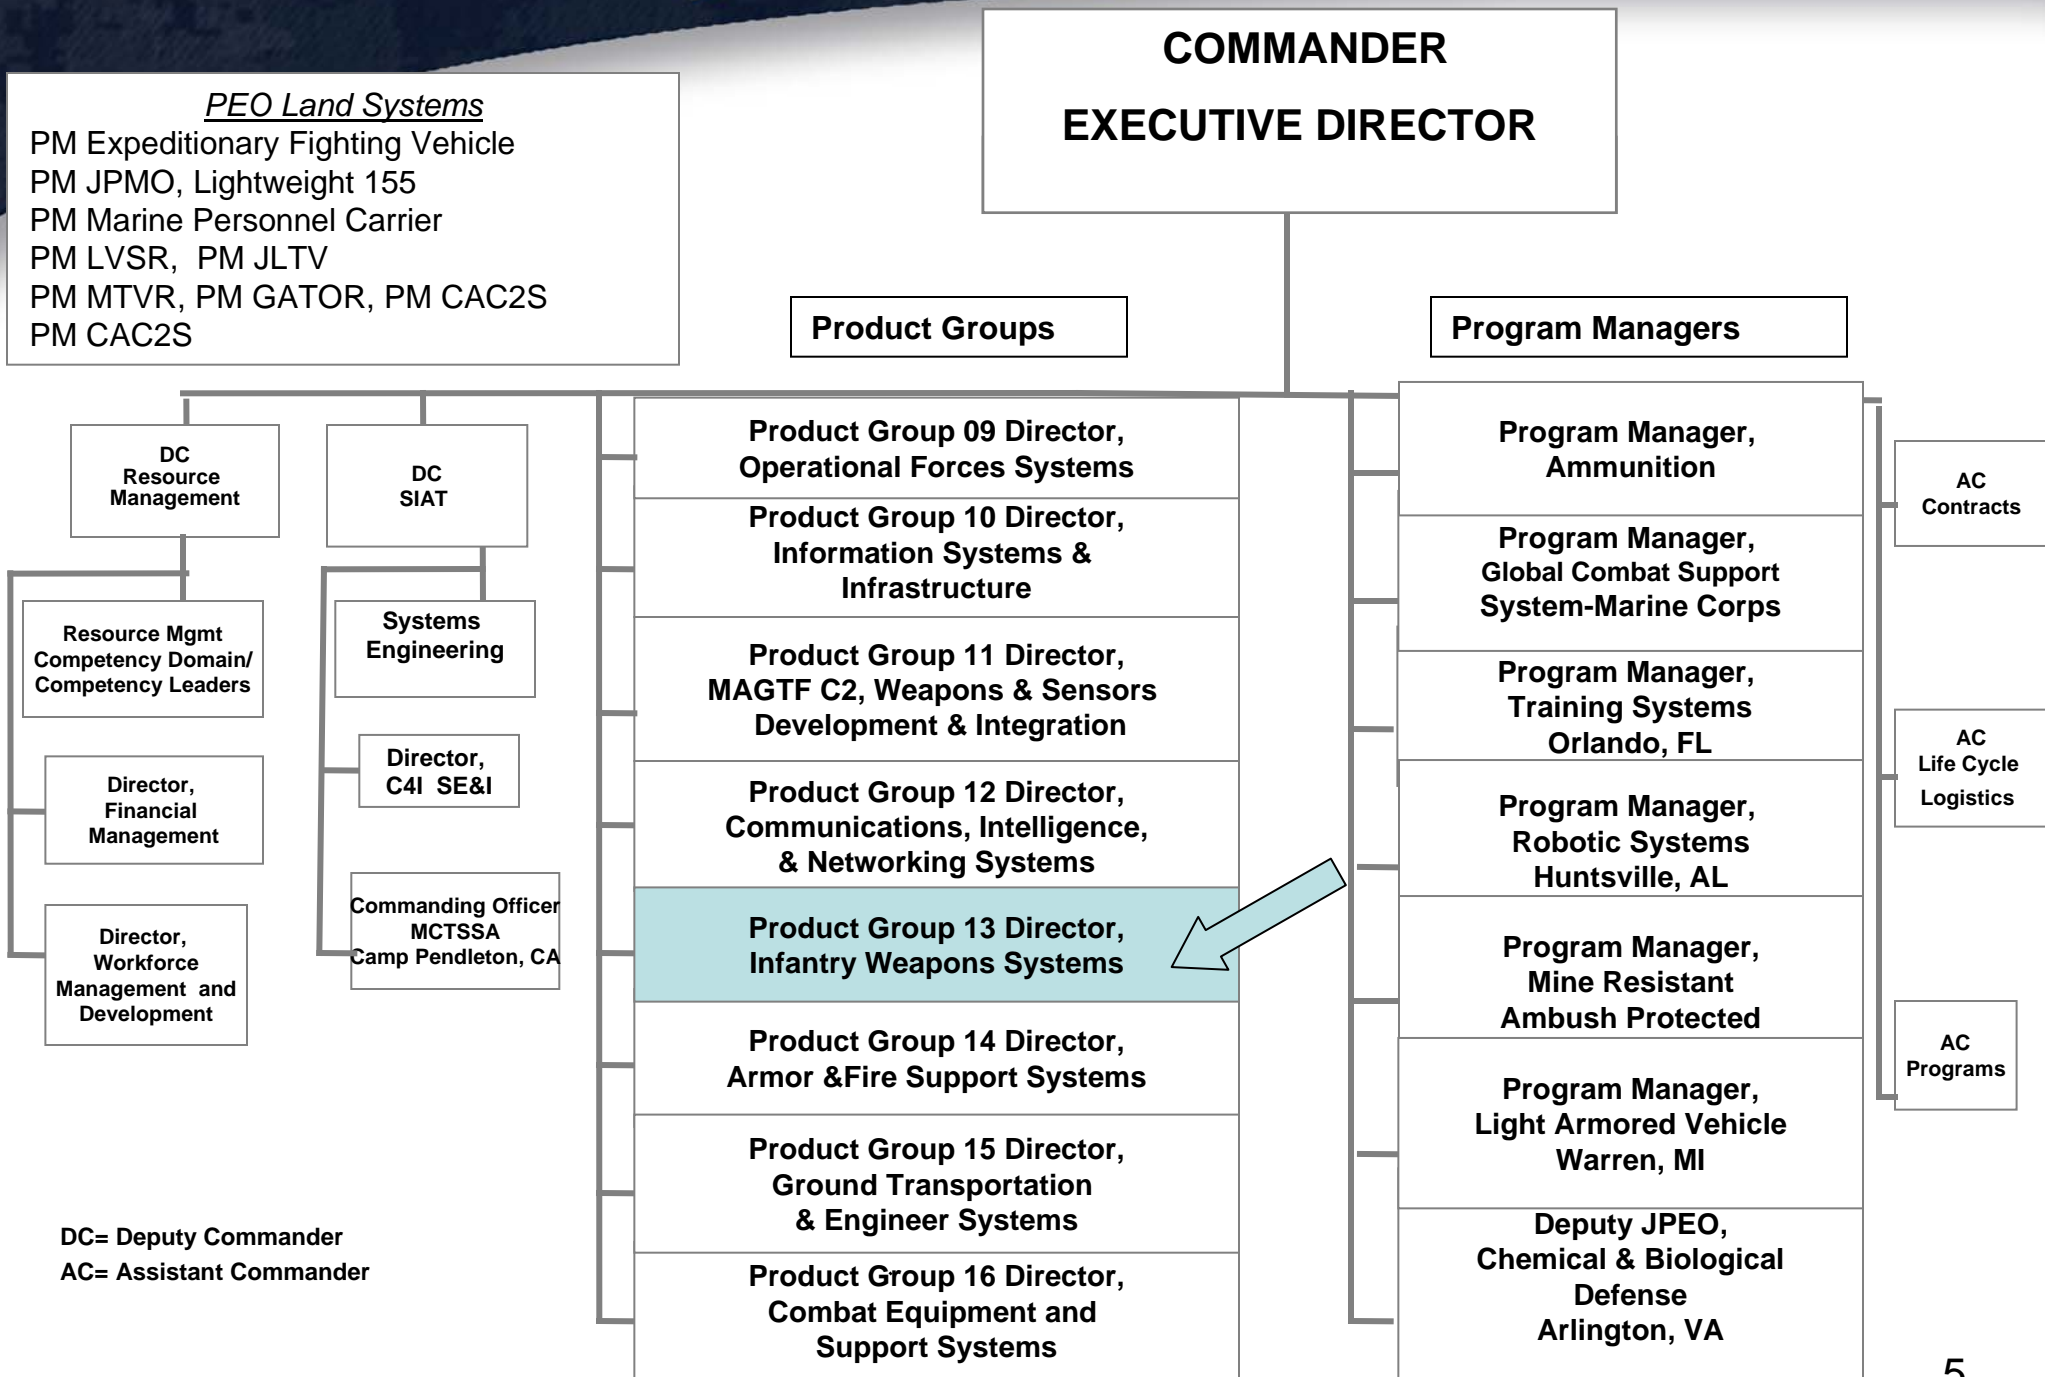 COMMANDER
EXECUTIVE DIRECTOR
PEO Land Systems
PM Expeditionary Fighting Vehicle
PM JPMO, Lightweight 155
PM Marine Personnel Carrier
PM LVSR, PM JLTV
PM MTVR, PM GATOR, PM CAC2S
PM CAC2S
Product Groups
Program Managers
DC
Resource
Management
Resource Mgmt
Competency Domain/
Competency Leaders
Director,
Financial
Management
Director,
Workforce
Management and
Development
DC
SIAT
Systems
Engineering
Director,
C4I SE&I
Commanding Officer
MCTSSA
Camp Pendleton, CA
Product Group 09 Director,
Operational Forces Systems
Product Group 10 Director,
Information Systems &
Infrastructure
Product Group 11 Director,
MAGTF C2, Weapons & Sensors
Development & Integration
Product Group 12 Director,
Communications, Intelligence,
& Networking Systems
Product Group 13 Director,
Infantry Weapons Systems
Product Group 14 Director,
Armor &Fire Support Systems
Product Group 15 Director,
Ground Transportation
& Engineer Systems
Product Group 16 Director,
Combat Equipment and
Support Systems
Program Manager,
Ammunition
Program Manager,
Global Combat Support
System-Marine Corps
Program Manager,
Training Systems
Orlando, FL
Program Manager,
Robotic Systems
Huntsville, AL
Program Manager,
Mine Resistant
Ambush Protected
Program Manager,
Light Armored Vehicle
Warren, MI
Deputy JPEO,
Chemical & Biological
Defense
Arlington, VA
AC
Contracts
AC
Life Cycle
Logistics
AC
Programs
DC= Deputy Commander
AC= Assistant Commander
5